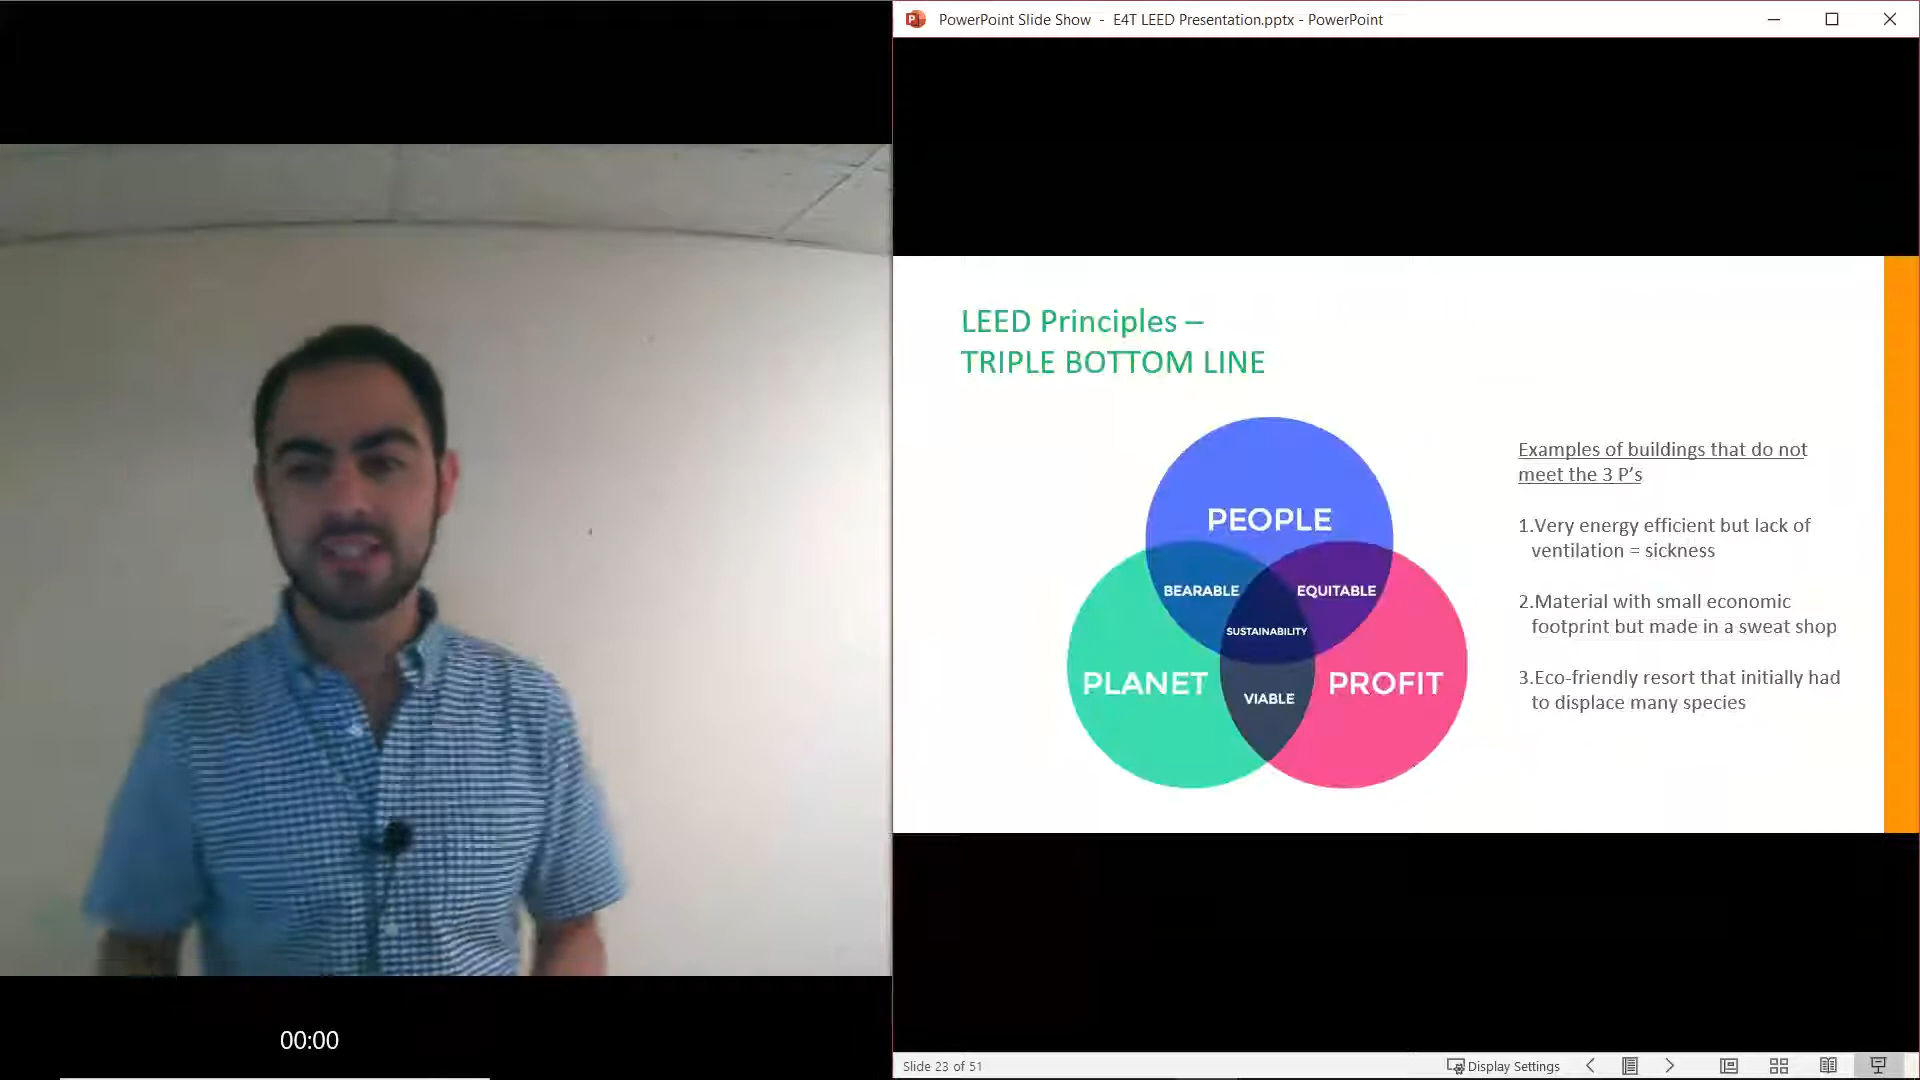 PowerPoint Slide Show - E4T LEED Presentation.pptx - PowerPoint
LEED Principles –
TRIPLE BOTTOM LINE
PEOPLE
BEARABLE
EQUITABLE
SUSTAINABILITY
PLANET
PROFIT
VIABLE
Examples of buildings that do not
meet the 3 P’s
1.Very energy efficient but lack of
ventilation = sickness
2.Material with small economic
footprint but made in a sweat shop
3.Eco-friendly resort that initially had
to displace many species
00:00
Slide 23 of 51
Display Settings